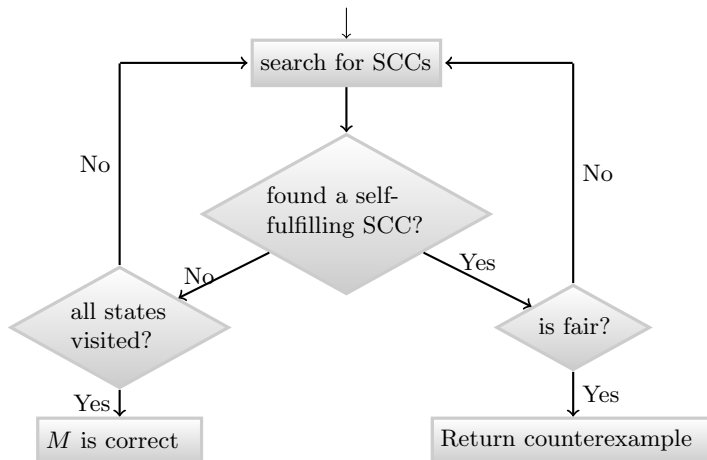 search for SCCs
No
No
found a self-
fulfilling SCC?
No
Yes
all states
visited?
is fair?
Yes
Yes
M is correct
Return counterexample